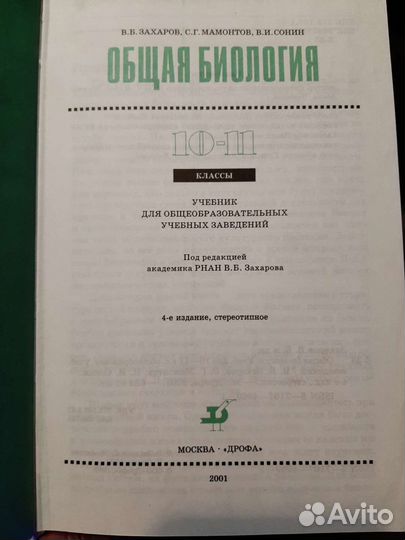 В.Б. ЗАХАРОВ, С.Г. МАМОНТОВ, В.И. СОНИН
ОБЩАЯ БИОЛОГИЯ
10-11
КЛАССЫ
УЧЕБНИК
ДЛЯ ОБЩЕОБРАЗОВАТЕЛЬНЫХ
УЧЕБНЫХ ЗАВЕДЕНИЙ
Под редакцией
академика РНАН В.Б. Захарова
4-е издание, стереотипное
МОСКВА · «ДРОФА»
2001
Avito